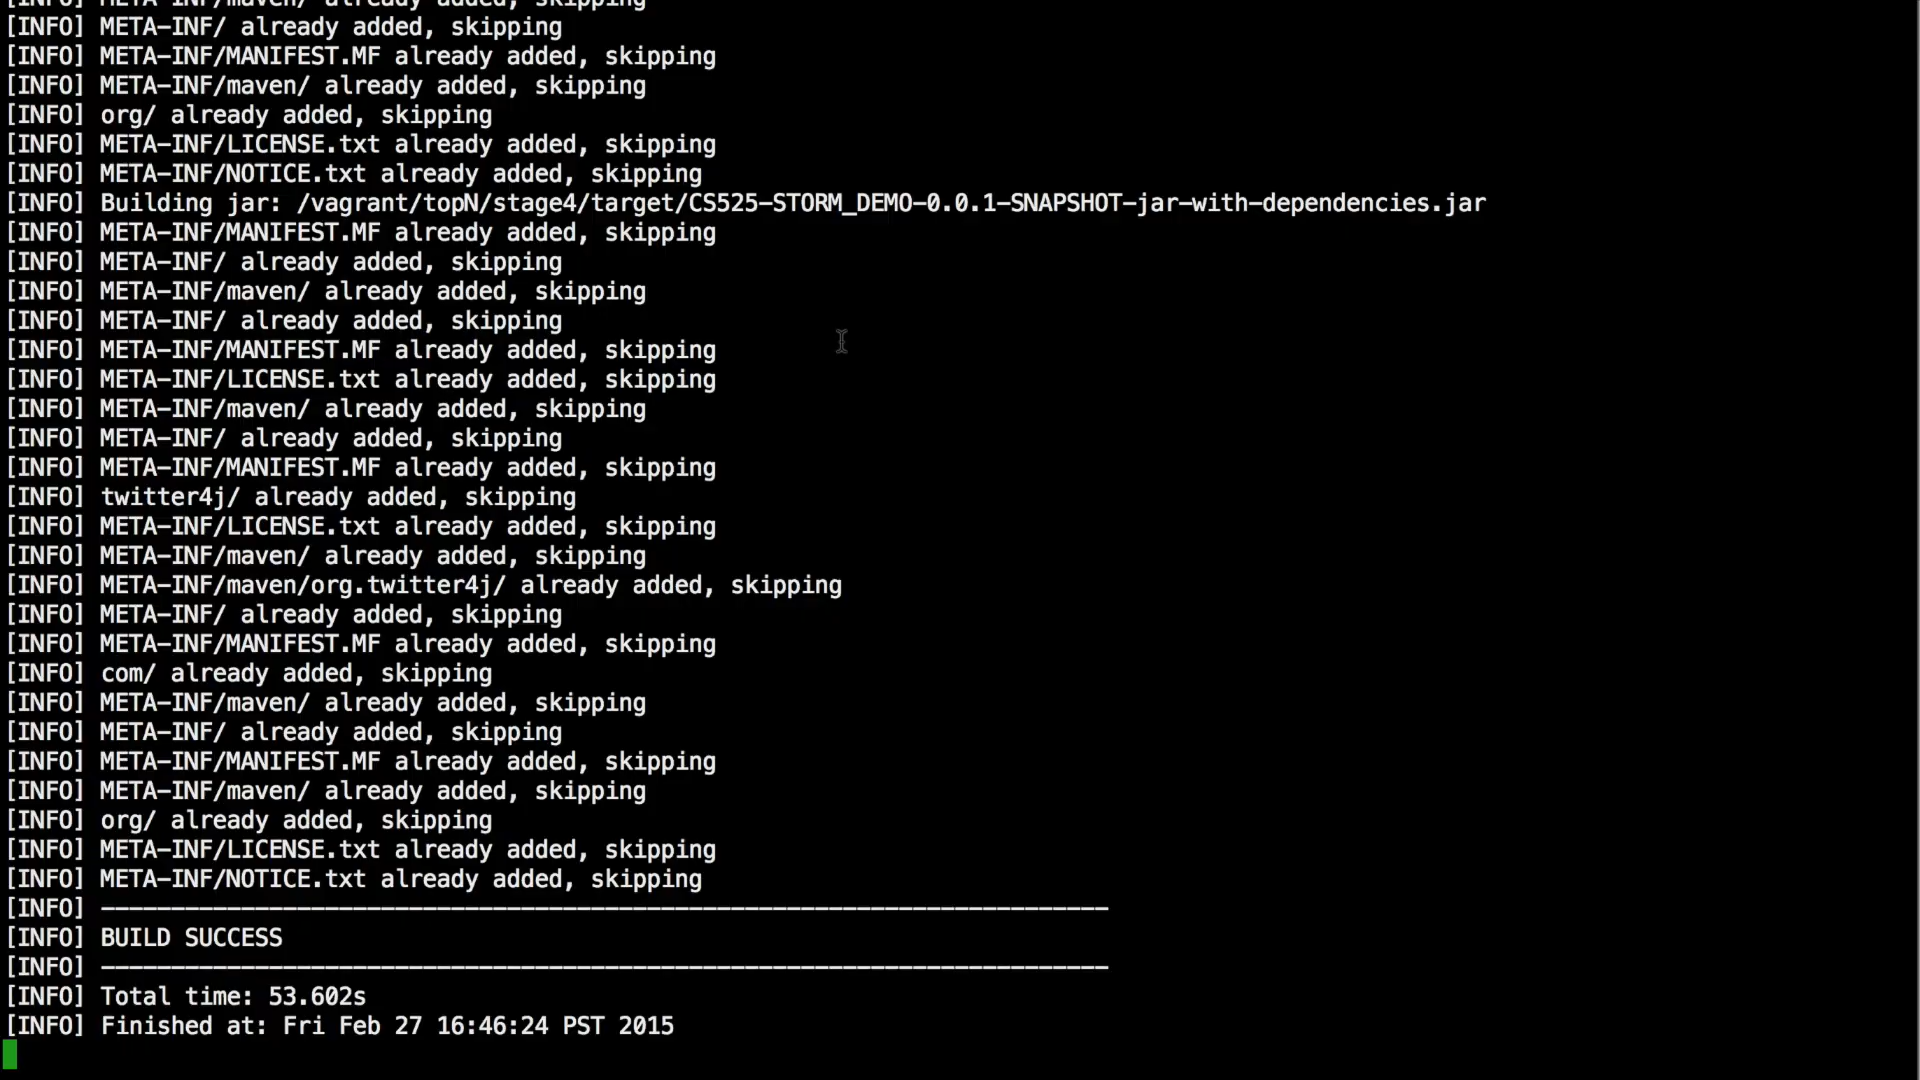 [INFO] META-INF/maven/ already added, skipping
[INFO] META-INF/ already added, skipping
[INFO] META-INF/MANIFEST.MF already added, skipping
[INFO] META-INF/maven/ already added, skipping
[INFO] org/ already added, skipping
[INFO] META-INF/LICENSE.txt already added, skipping
[INFO] META-INF/NOTICE.txt already added, skipping
[INFO] Building jar: /vagrant/topN/stage4/target/CS525-STORM_DEMO-0.0.1-SNAPSHOT-jar-with-dependencies.jar
[INFO] META-INF/MANIFEST.MF already added, skipping
[INFO] META-INF/ already added, skipping
[INFO] META-INF/maven/ already added, skipping
[INFO] META-INF/ already added, skipping
[INFO] META-INF/MANIFEST.MF already added, skipping
[INFO] META-INF/LICENSE.txt already added, skipping
[INFO] META-INF/maven/ already added, skipping
[INFO] META-INF/ already added, skipping
[INFO] META-INF/MANIFEST.MF already added, skipping
[INFO] twitter4j/ already added, skipping
[INFO] META-INF/LICENSE.txt already added, skipping
[INFO] META-INF/maven/ already added, skipping
[INFO] META-INF/maven/org.twitter4j/ already added, skipping
[INFO] META-INF/ already added, skipping
[INFO] META-INF/MANIFEST.MF already added, skipping
[INFO] com/ already added, skipping
[INFO] META-INF/maven/ already added, skipping
[INFO] META-INF/ already added, skipping
[INFO] META-INF/MANIFEST.MF already added, skipping
[INFO] META-INF/maven/ already added, skipping
[INFO] org/ already added, skipping
[INFO] META-INF/LICENSE.txt already added, skipping
[INFO] META-INF/NOTICE.txt already added, skipping
[INFO] ------------------------------------------------------------------------
[INFO] BUILD SUCCESS
[INFO] ------------------------------------------------------------------------
[INFO] Total time: 53.602s
[INFO] Finished at: Fri Feb 27 16:46:24 PST 2015